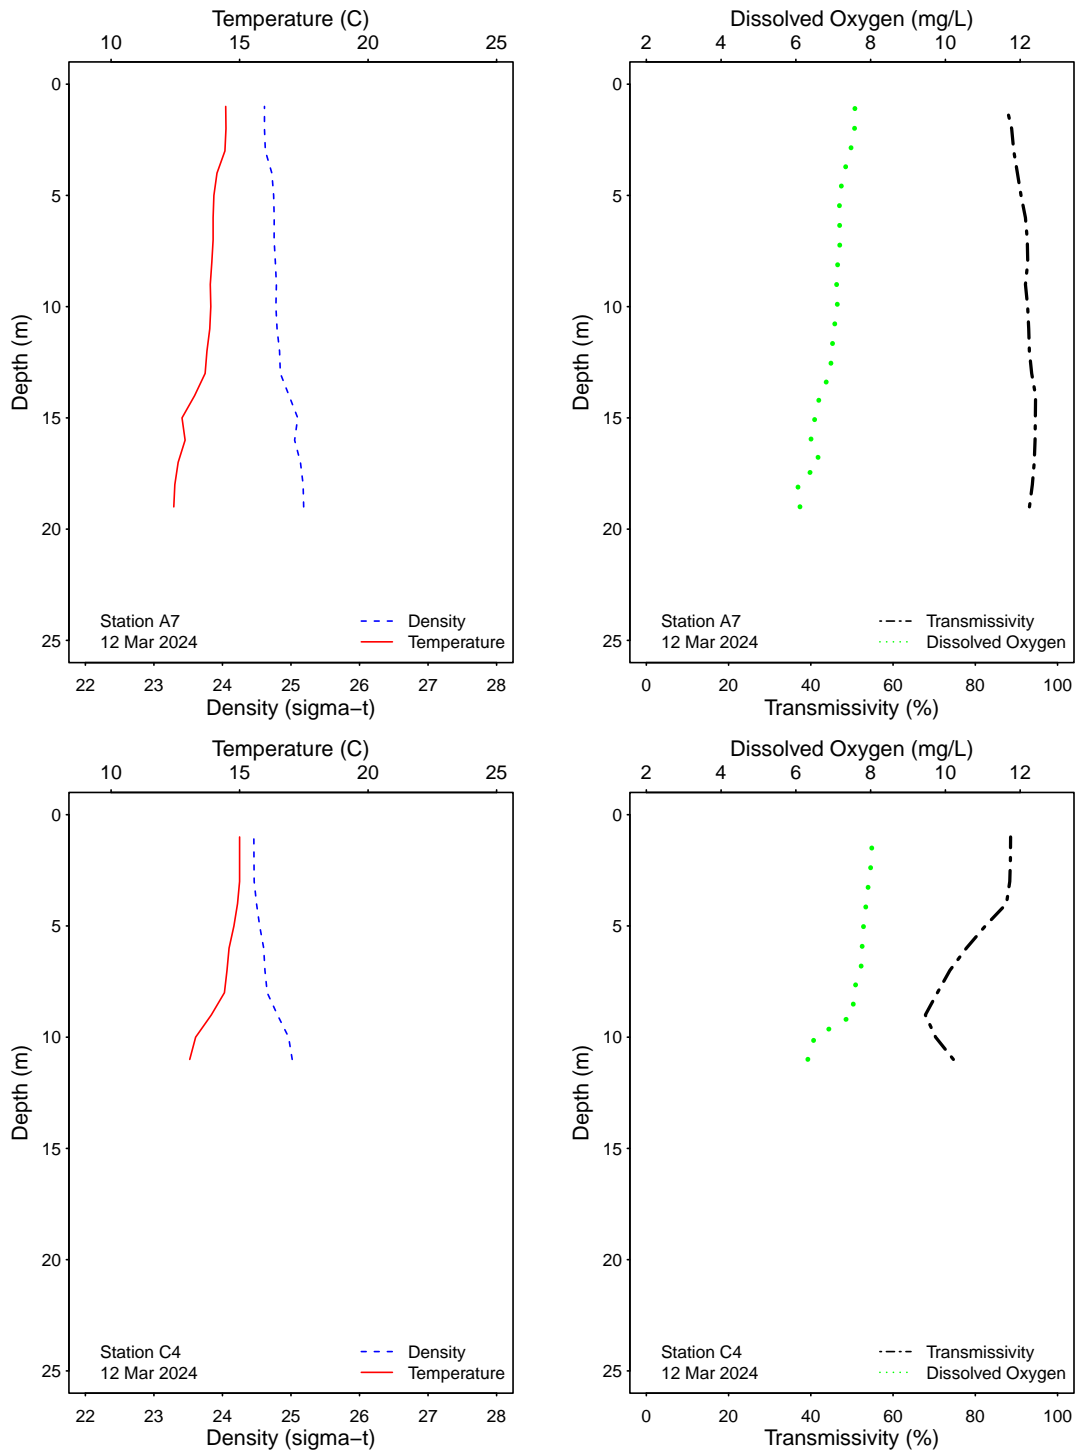 Temperature (C)
10 15 20 25
0
5
10
15
20
25
Depth (m)
Station A7
12 Mar 2024
Density
Temperature
22 23 24 25 26 27 28
Density (sigma−t)
Dissolved Oxygen (mg/L)
2 4 6 8 10 12
0
5
10
15
20
25
Depth (m)
Station A7
12 Mar 2024
Transmissivity
Dissolved Oxygen
0 20 40 60 80 100
Transmissivity (%)
Temperature (C)
10 15 20 25
0
5
10
15
20
25
Depth (m)
Station C4
12 Mar 2024
Density
Temperature
22 23 24 25 26 27 28
Density (sigma−t)
Dissolved Oxygen (mg/L)
2 4 6 8 10 12
0
5
10
15
20
25
Depth (m)
Station C4
12 Mar 2024
Transmissivity
Dissolved Oxygen
0 20 40 60 80 100
Transmissivity (%)